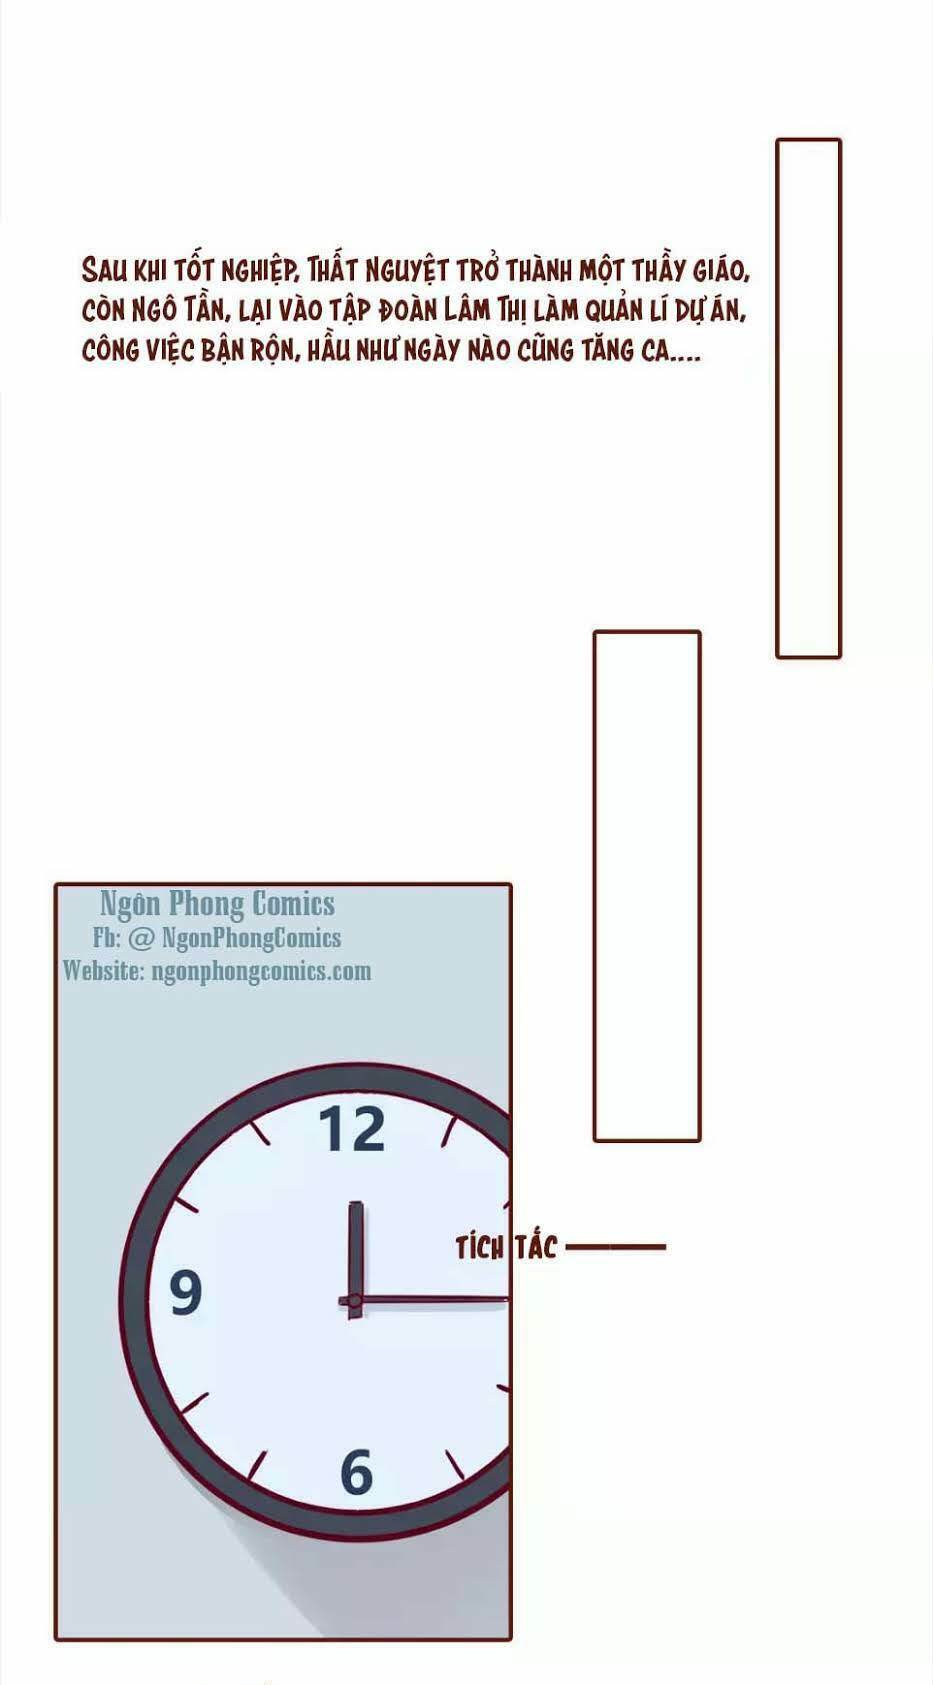 SAU KHI TỐT NGHIỆP, THẤT NGUYỆT TRỞ THÀNH MỘT THẦY GIÁO,
CÒN NGÔ TẦN, LẠI VÀO TẬP ĐOÀN LÂM THỊ LÀM QUẢN LÍ DỰ ÁN,
CÔNG VIỆC BẬN RỘN, HẦU NHƯ NGÀY NÀO CŨNG TĂNG CA....
Ngôn Phong Comics
Fb: @ NgonPhongComics
Website: ngonphongcomics.com
12
TÍCH TẮC ———
9
6